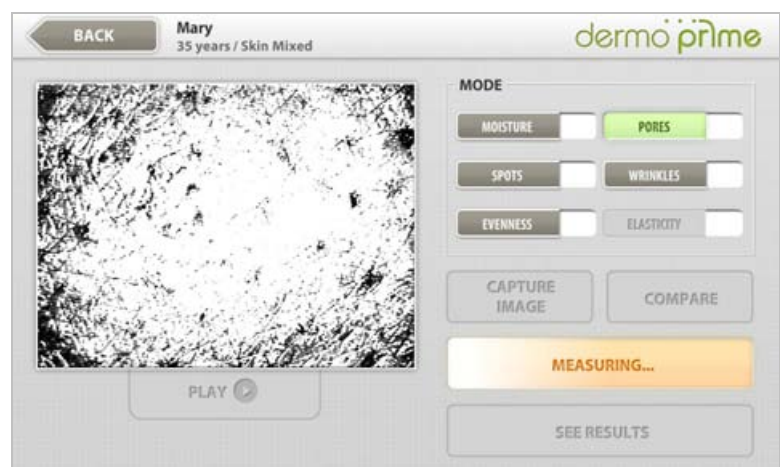 BACK
Mary
35 years / Skin Mixed
dermo prime
MODE
MOISTURE
PORES
SPOTS
WRINKLES
EVENNESS
ELASTICITY
CAPTURE
IMAGE
COMPARE
MEASURING...
PLAY
SEE RESULTS